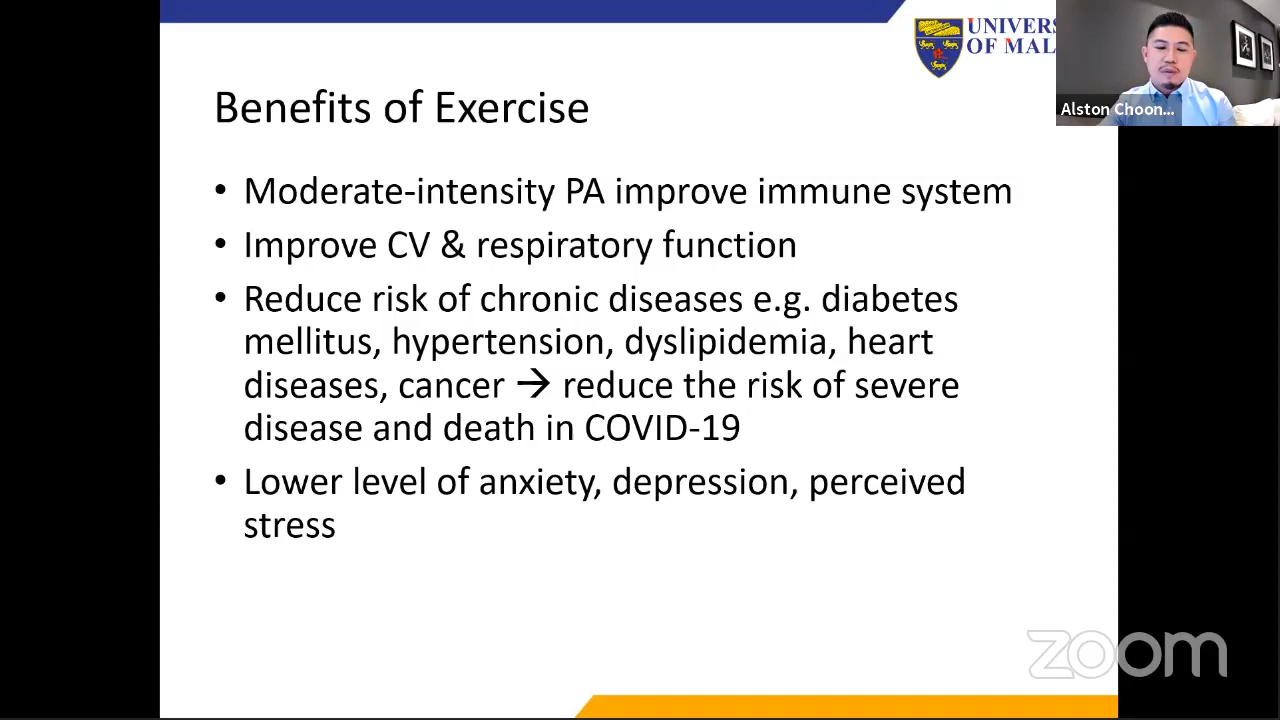 UNIVERS
OF MAL
Alston Choon...
Benefits of Exercise
• Moderate-intensity PA improve immune system
• Improve CV & respiratory function
• Reduce risk of chronic diseases e.g. diabetes
mellitus, hypertension, dyslipidemia, heart
diseases, cancer → reduce the risk of severe
disease and death in COVID-19
• Lower level of anxiety, depression, perceived
stress
zoom